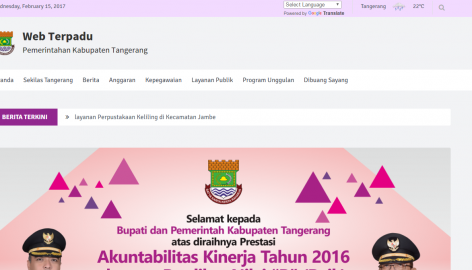 dnesday, February 15, 2017
Select Language
Powered by Google Translate
Tangerang
22°C
Web Terpadu
Pemerintahan Kabupaten Tangerang
anda Sekilas Tangerang Berita Anggaran Kepegawaian Layanan Publik Program Unggulan DIbuang Sayang
BERITA TERKINI
» layanan Perpustakaan Keliling di Kecamatan Jambe
Selamat kepada
Bupati dan Pemerintah Kabupaten Tangerang
atas diraihnya Prestasi
Akuntabilitas Kinerja Tahun 2016